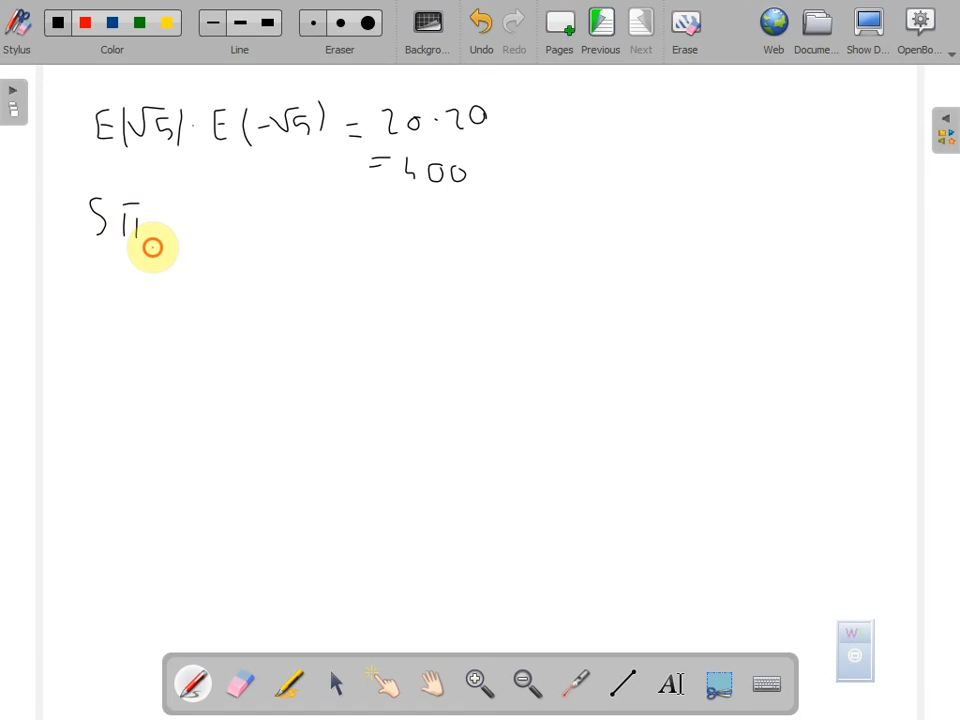 Stylus
Color
Line
Eraser
Backgro...
Undo
Redo
Pages
Previous
Next
Erase
Web
Docume...
Show D...
OpenBo...
E(√5) · E(-√5) = 20·20
= 400
S II
W